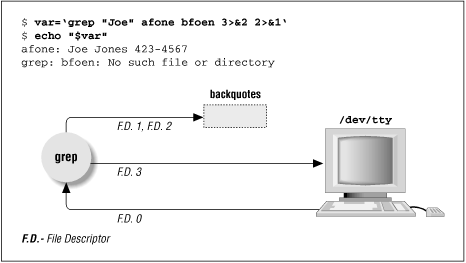 $ var=‘grep "Joe" afone bfoen 3>&2 2>&1‘
$ echo "$var"
afone: Joe Jones 423-4567
grep: bfoen: No such file or directory
backquotes
/dev/tty
F.D. 1, F.D. 2
grep
F.D. 3
F.D. 0
F.D.- File Descriptor